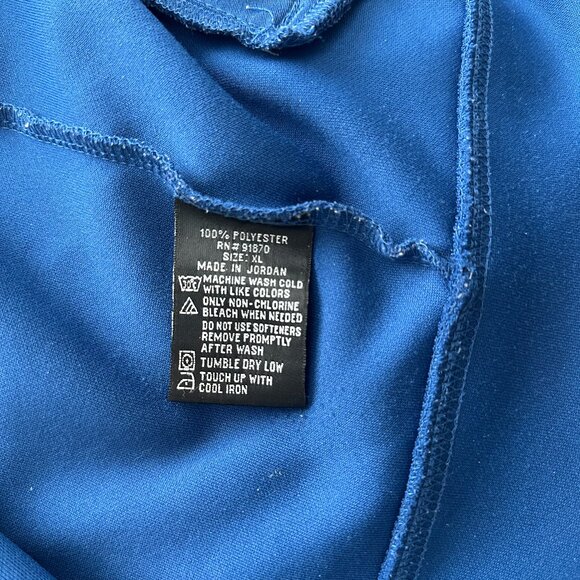 100% POLYESTER
RN# 91870
SIZE: XL
MADE IN JORDAN
MACHINE WASH COLD
WITH LIKE COLORS
ONLY NON-CHLORINE
BLEACH WHEN NEEDED
DO NOT USE SOFTENERS
REMOVE PROMPTLY
AFTER WASH
TUMBLE DRY LOW
TOUCH UP WITH
COOL IRON